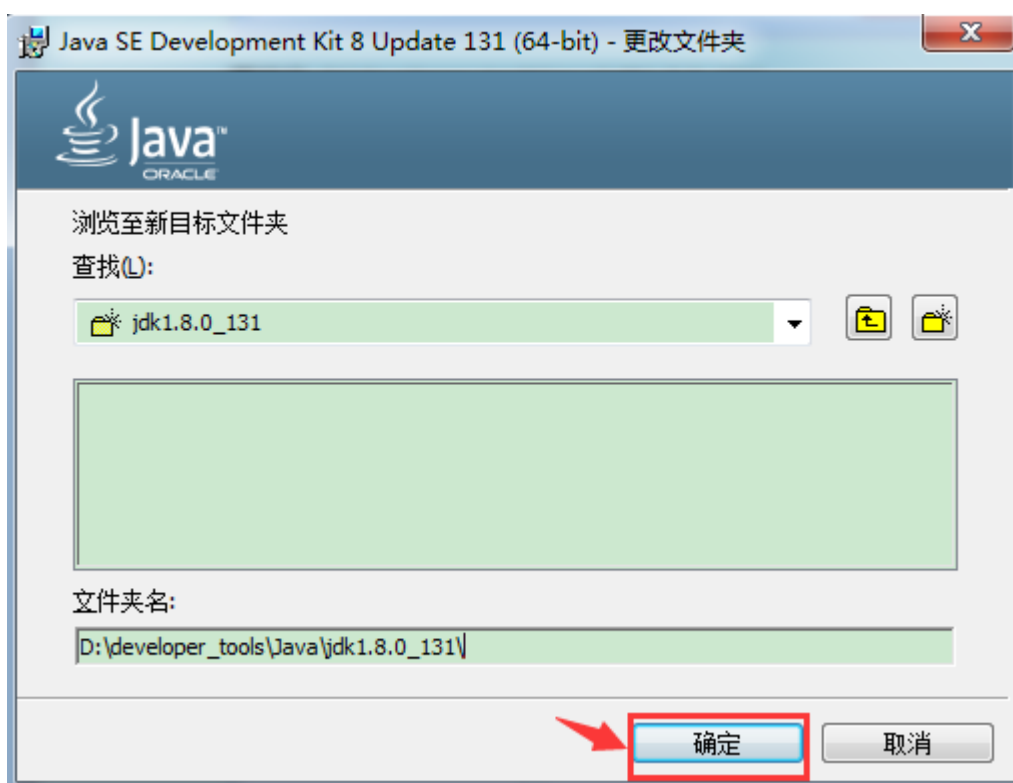 Java SE Development Kit 8 Update 131 (64-bit) - 更改文件夹
Java™
ORACLE
浏览至新目标文件夹
查找(L):
jdk1.8.0_131
文件夹名:
D:\developer_tools\Java\jdk1.8.0_131\
确定
取消